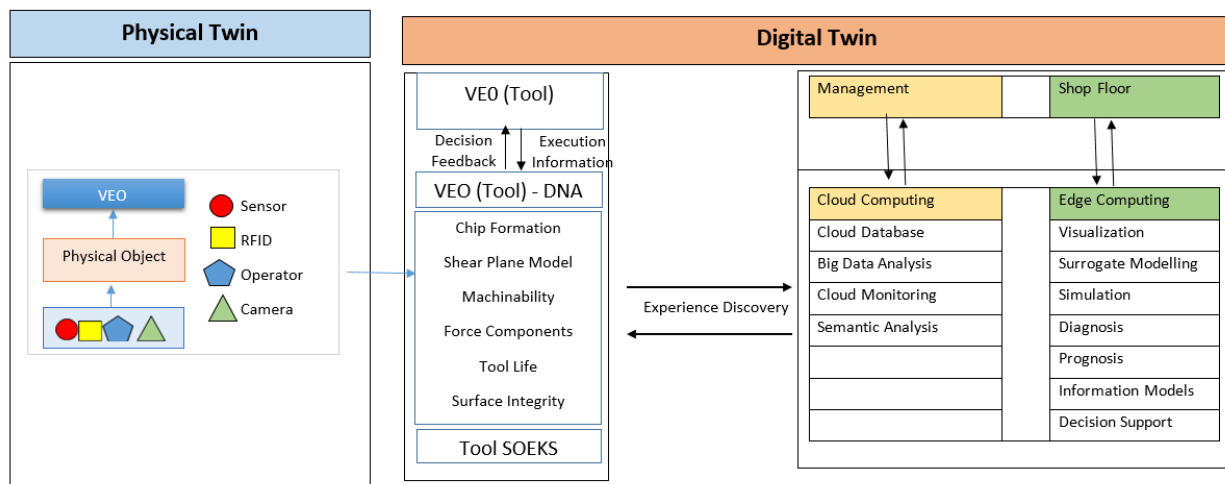 Physical Twin
Digital Twin
VEO
Physical Object
Sensor
RFID
Operator
Camera
VE0 (Tool)
Decision
Feedback
Execution
Information
VEO (Tool) - DNA
Chip Formation
Shear Plane Model
Machinability
Force Components
Tool Life
Surface Integrity
Tool SOEKS
Experience Discovery
Management
Shop Floor
Cloud Computing
Edge Computing
Cloud Database
Visualization
Big Data Analysis
Surrogate Modelling
Cloud Monitoring
Simulation
Semantic Analysis
Diagnosis
Prognosis
Information Models
Decision Support